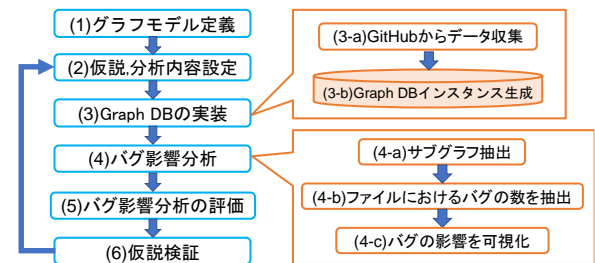 (1)グラフモデル定義
(2)仮説,分析内容設定
(3)Graph DBの実装
(4)バグ影響分析
(5)バグ影響分析の評価
(6)仮説検証
(3-a)GitHubからデータ収集
(3-b)Graph DBインスタンス生成
(4-a)サブグラフ抽出
(4-b)ファイルにおけるバグの数を抽出
(4-c)バグの影響を可視化